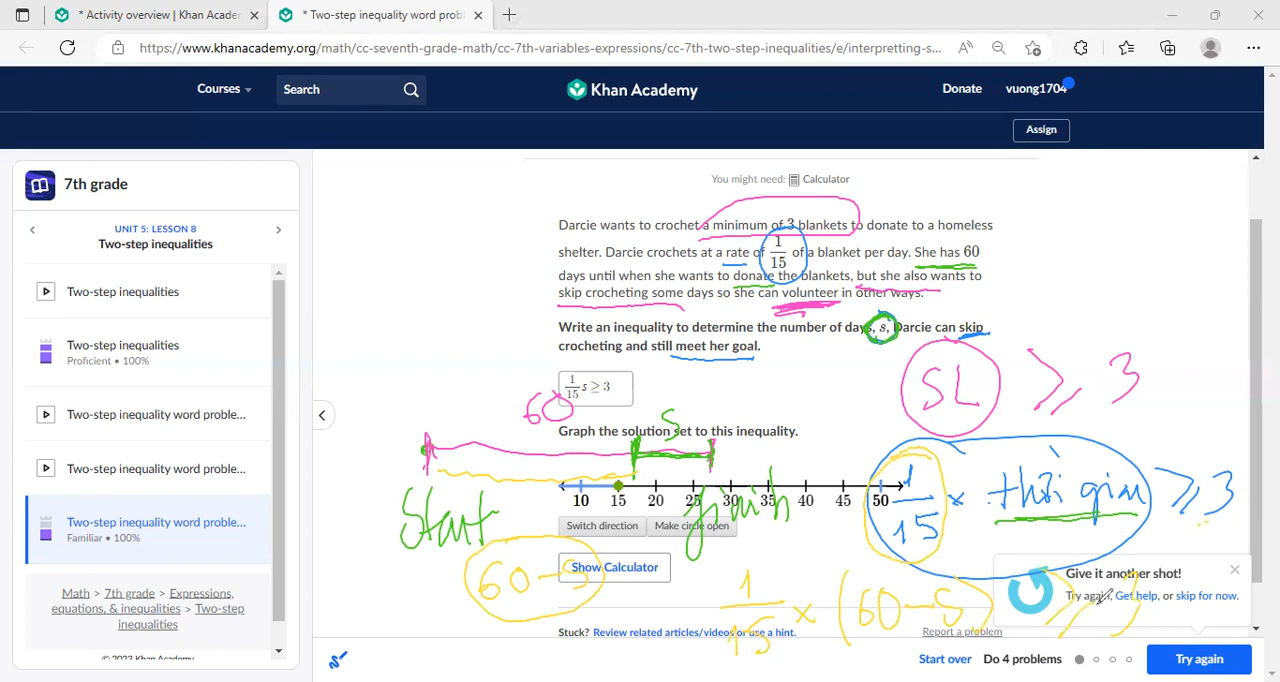 * Activity overview | Khan Acader
* Two-step inequality word probl
https://www.khanacademy.org/math/cc-seventh-grade-math/cc-7th-variables-expressions/cc-7th-two-step-inequalities/e/interpretting-s...
Courses
Search
Khan Academy
Donate
vuong1704
Assign
7th grade
UNIT 5: LESSON 8
Two-step inequalities
Two-step inequalities
Two-step inequalities
Proficient • 100%
Two-step inequality word proble...
Two-step inequality word proble...
Two-step inequality word proble...
Familiar • 100%
Math > 7th grade > Expressions,
equations, & inequalities > Two-step
inequalities
© 2023 Khan Academy
You might need: Calculator
Darcie wants to crochet a minimum of 3 blankets to donate to a homeless
shelter. Darcie crochets at a rate of 1/15 of a blanket per day. She has 60
days until when she wants to donate the blankets, but she also wants to
skip crocheting some days so she can volunteer in other ways.
Write an inequality to determine the number of days, s, Darcie can skip
crocheting and still meet her goal.
1/15 s ≥ 3
SL ≥ 3
60
S
Graph the solution set to this inequality.
1/15 × thời gian ≥ 3
10 15 20 25 30 35 40 45 50
Start
finish
Switch direction
Make circle open
60-S
Show Calculator
1/15 × (60-S) ≥ 3
Give it another shot!
Try again, Get help, or skip for now.
Stuck? Review related articles/videos or use a hint.
Report a problem
Start over
Do 4 problems
Try again